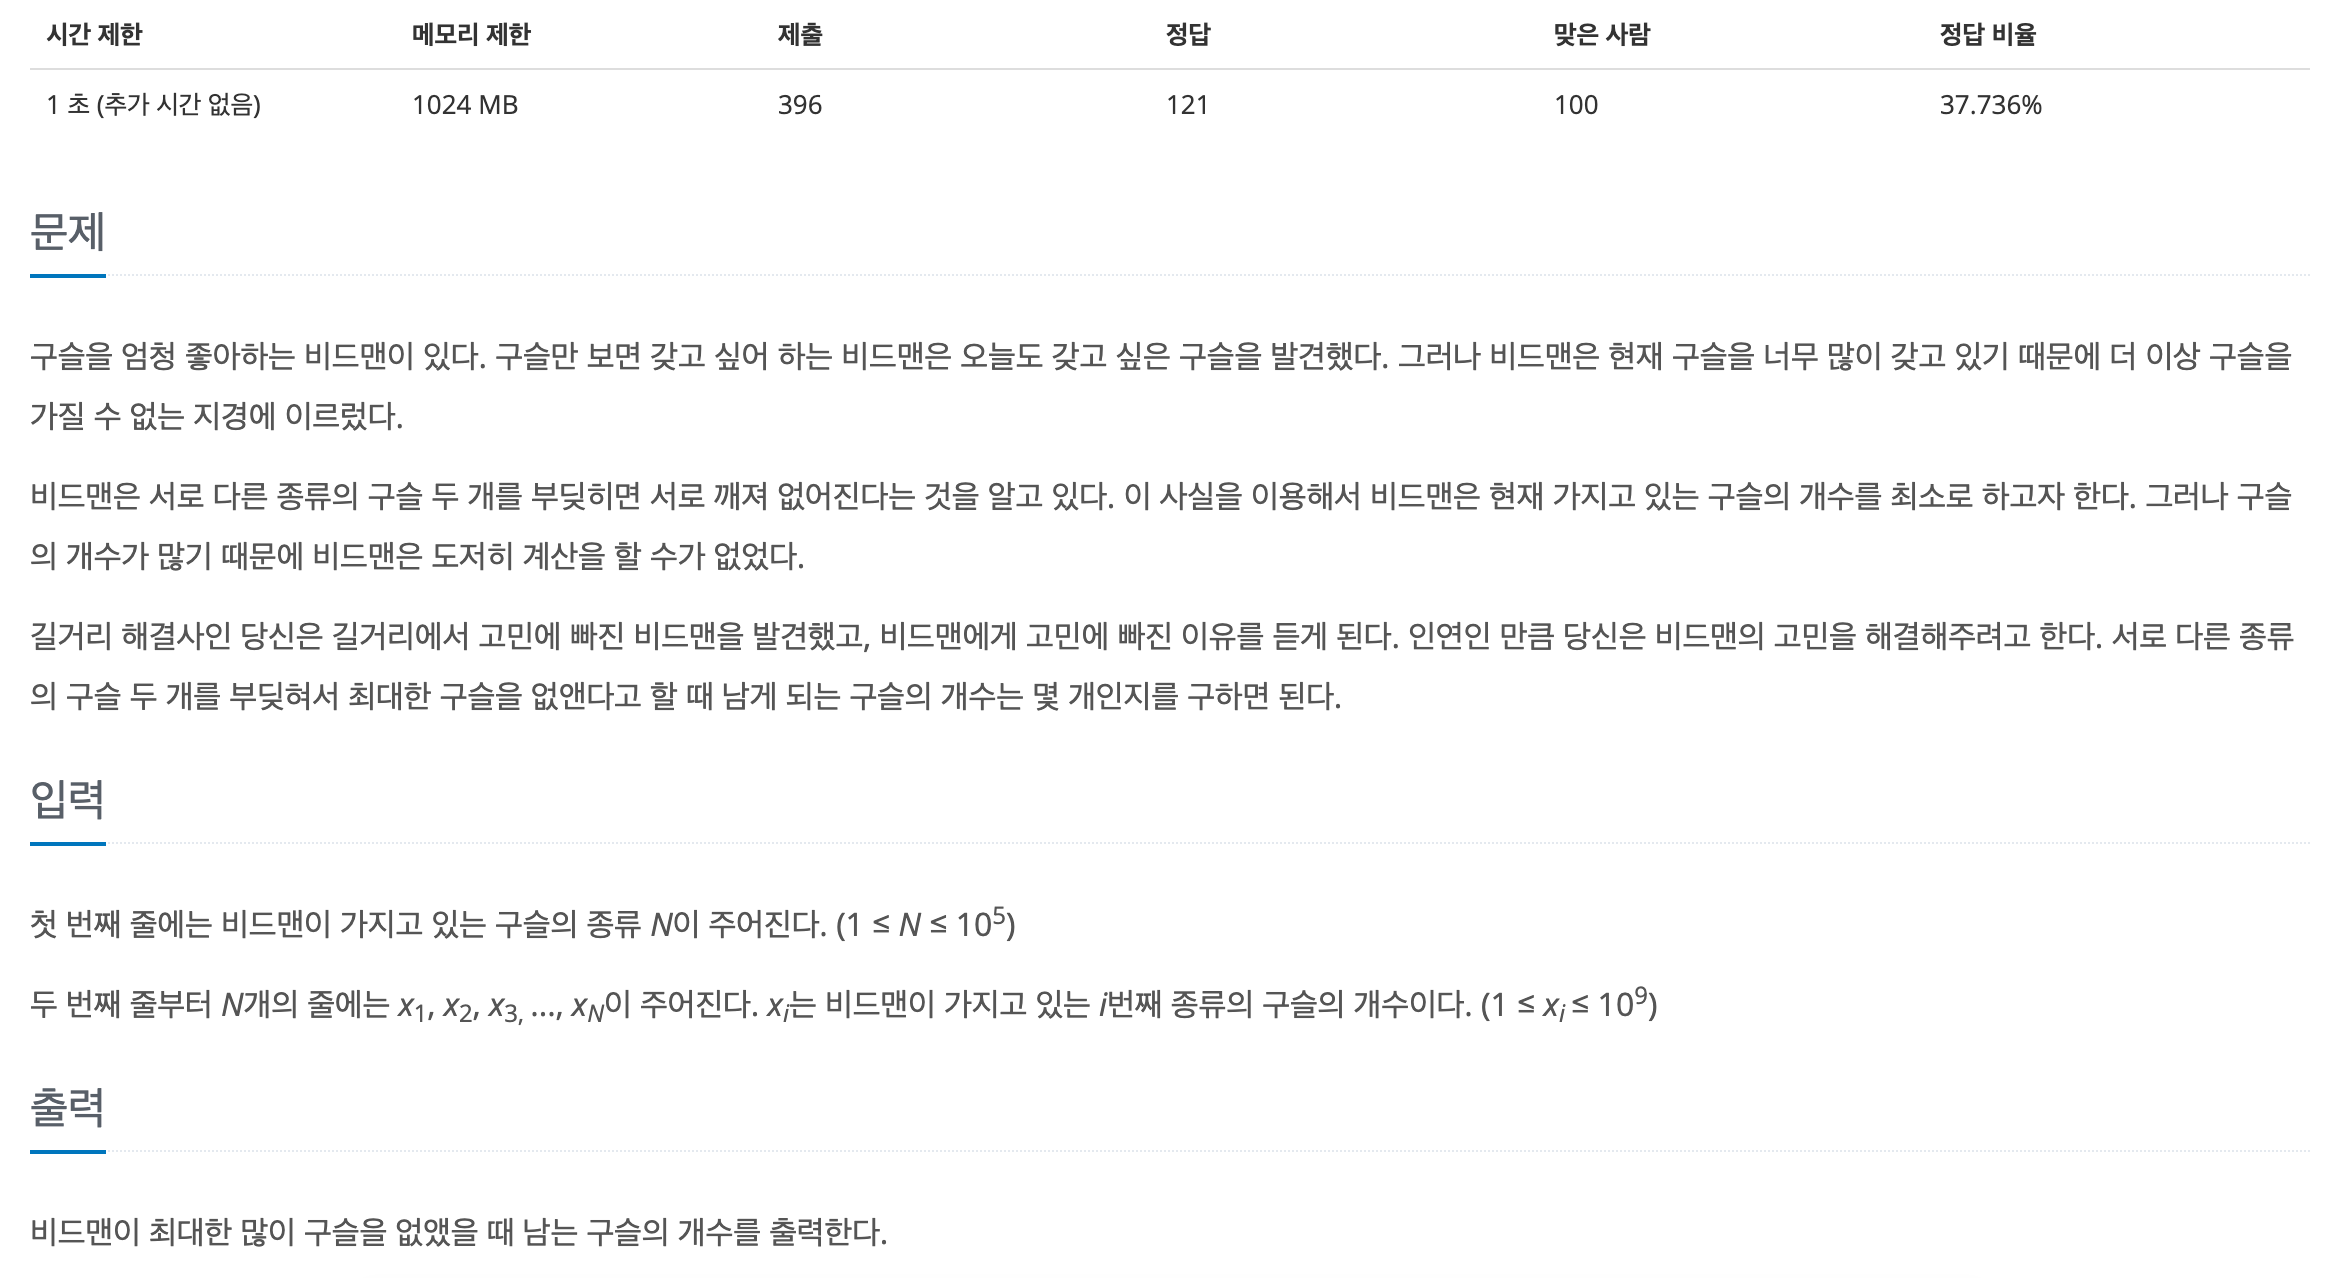 시간 제한 메모리 제한 제출 정답 맞은 사람 정답 비율
1 초 (추가 시간 없음) 1024 MB 396 121 100 37.736%
문제
구슬을 엄청 좋아하는 비드맨이 있다. 구슬만 보면 갖고 싶어 하는 비드맨은 오늘도 갖고 싶은 구슬을 발견했다. 그러나 비드맨은 현재 구슬을 너무 많이 갖고 있기 때문에 더 이상 구슬을
가질 수 없는 지경에 이르렀다.
비드맨은 서로 다른 종류의 구슬 두 개를 부딪히면 서로 깨져 없어진다는 것을 알고 있다. 이 사실을 이용해서 비드맨은 현재 가지고 있는 구슬의 개수를 최소로 하고자 한다. 그러나 구슬
의 개수가 많기 때문에 비드맨은 도저히 계산을 할 수가 없었다.
길거리 해결사인 당신은 길거리에서 고민에 빠진 비드맨을 발견했고, 비드맨에게 고민에 빠진 이유를 듣게 된다. 인연인 만큼 당신은 비드맨의 고민을 해결해주려고 한다. 서로 다른 종류
의 구슬 두 개를 부딪혀서 최대한 구슬을 없앤다고 할 때 남게 되는 구슬의 개수는 몇 개인지를 구하면 된다.
입력
첫 번째 줄에는 비드맨이 가지고 있는 구슬의 종류 N이 주어진다. (1 ≤ N ≤ 10⁵)
두 번째 줄부터 N개의 줄에는 x₁, x₂, x₃, ..., x_N이 주어진다. xᵢ는 비드맨이 가지고 있는 i번째 종류의 구슬의 개수이다. (1 ≤ xᵢ ≤ 10⁹)
출력
비드맨이 최대한 많이 구슬을 없앴을 때 남는 구슬의 개수를 출력한다.